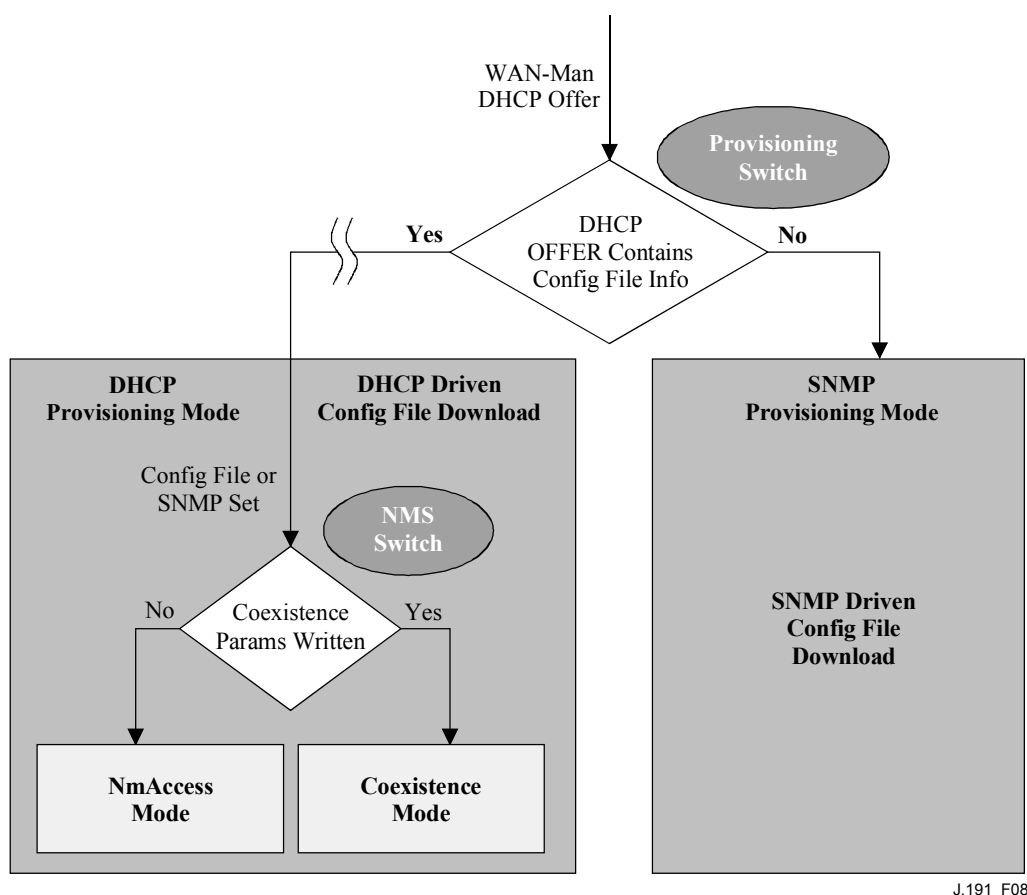 WAN-Man
DHCP Offer
Provisioning
Switch
DHCP
OFFER Contains
Config File Info
Yes
No
DHCP
Provisioning Mode
DHCP Driven
Config File Download
SNMP
Provisioning Mode
Config File or
SNMP Set
NMS
Switch
No
Coexistence
Params Written
Yes
SNMP Driven
Config File
Download
NmAccess
Mode
Coexistence
Mode
J.191_F08